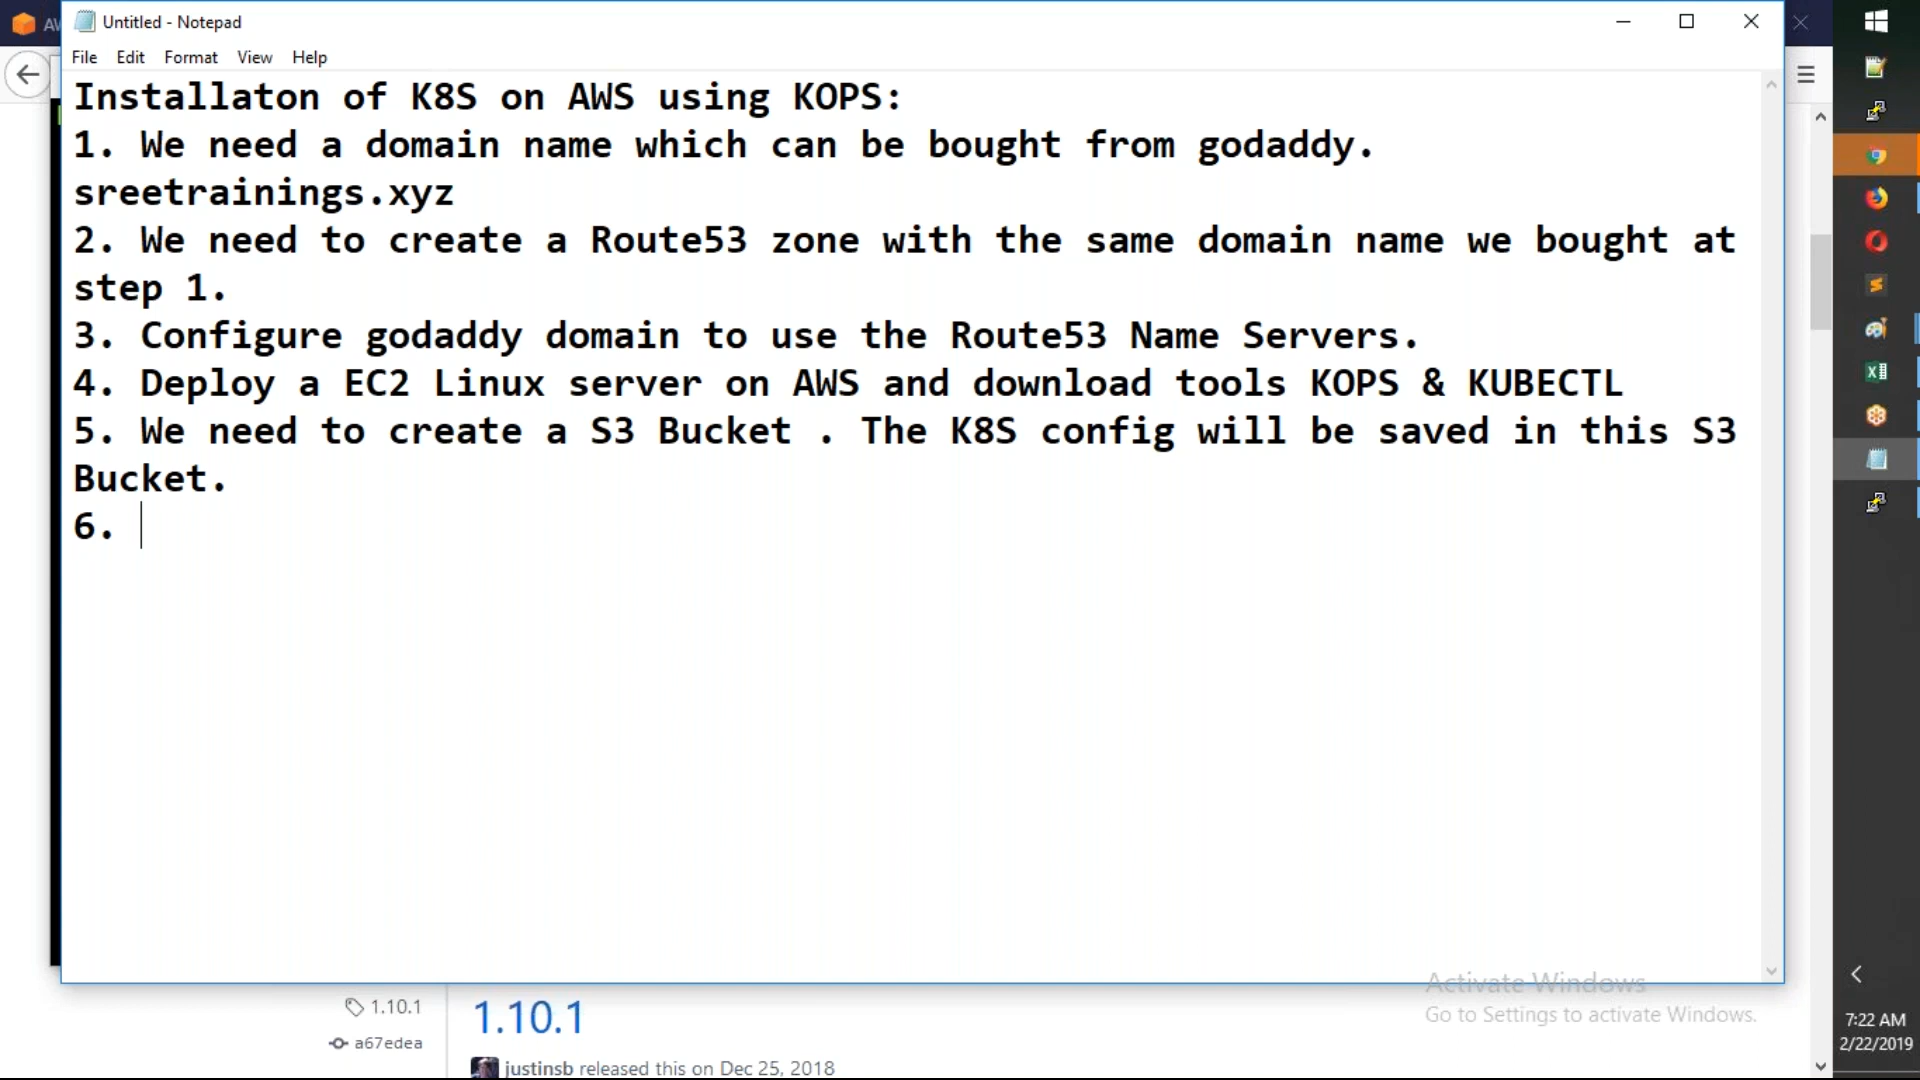 AW
Untitled - Notepad
File Edit Format View Help
Installaton of K8S on AWS using KOPS:
1. We need a domain name which can be bought from godaddy.
sreetrainings.xyz
2. We need to create a Route53 zone with the same domain name we bought at
step 1.
3. Configure godaddy domain to use the Route53 Name Servers.
4. Deploy a EC2 Linux server on AWS and download tools KOPS & KUBECTL
5. We need to create a S3 Bucket . The K8S config will be saved in this S3
Bucket.
6.
Activate Windows
Go to Settings to activate Windows.
1.10.1
1.10.1
a67edea
justinsb released this on Dec 25, 2018
7:22 AM
2/22/2019